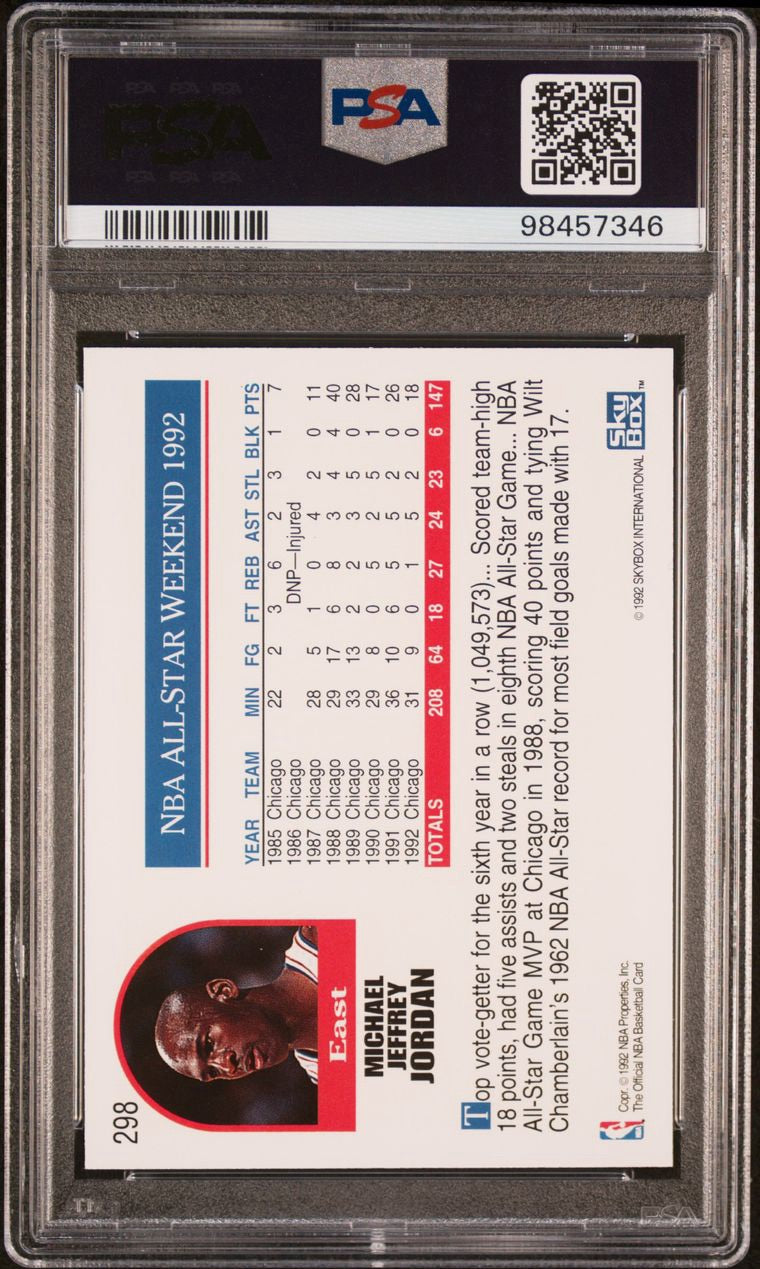 PSA PSA PSA
PSA
PSA PSA PSA
PSA
98457346
298
East
MICHAEL
JEFFREY
JORDAN
NBA ALL-STAR WEEKEND 1992
YEAR TEAM MIN FG FT REB AST STL BLK PTS
1985 Chicago 22 2 3 6 2 3 1 7
1986 Chicago DNP—Injured
1987 Chicago 28 5 1 0 4 2 0 11
1988 Chicago 29 17 6 8 3 4 4 40
1989 Chicago 33 13 2 2 3 5 0 28
1990 Chicago 29 8 0 5 2 5 1 17
1991 Chicago 36 10 6 5 5 2 0 26
1992 Chicago 31 9 0 1 5 2 0 18
TOTALS 208 64 18 27 24 23 6 147
Top vote-getter for the sixth year in a row (1,049,573)... Scored team-high
18 points, had five assists and two steals in eighth NBA All-Star Game... NBA
All-Star Game MVP at Chicago in 1988, scoring 40 points and tying Wilt
Chamberlain's 1962 NBA All-Star record for most field goals made with 17.
Copr. © 1992 NBA Properties, Inc.
The Official NBA Basketball Card
© 1992 SKYBOX INTERNATIONAL
SkyBOX™
PSA